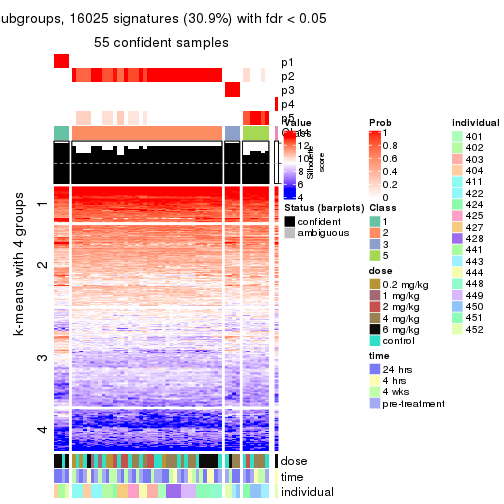 ubgroups, 16025 signatures (30.9%) with fdr < 0.05
55 confident samples
p1
p2
p3
p4
p5
Class
k-means with 4 groups
1
2
3
4
Silhouette
score
dose
time
individual
Value
14
12
10
8
6
4
Status (barplots)
confident
ambiguous
Prob
1
0.8
0.6
0.4
0.2
0
Class
1
2
3
5
dose
0.2 mg/kg
1 mg/kg
2 mg/kg
4 mg/kg
6 mg/kg
control
time
24 hrs
4 hrs
4 wks
pre-treatment
individual
401
402
403
404
411
422
424
425
427
428
441
443
444
448
449
450
451
452